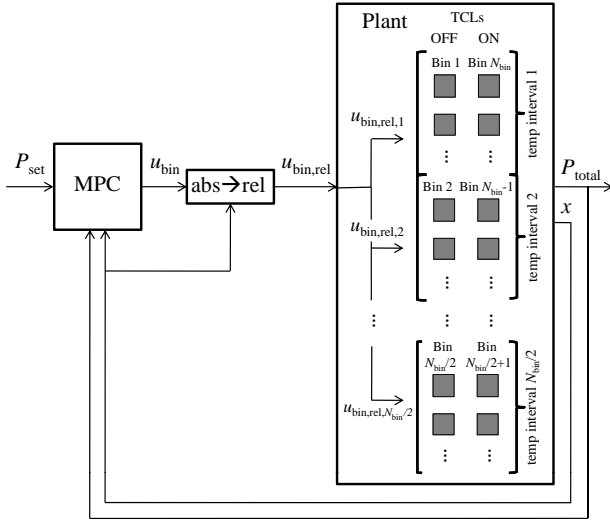 Plant
TCLs
OFF ON
Bin 1 Bin N_bin
temp interval 1
u_bin,rel,1
P_set
MPC
u_bin
abs→rel
u_bin,rel
P_total
x
Bin 2 Bin N_bin-1
temp interval 2
u_bin,rel,2
⋮
Bin N_bin/2 Bin N_bin/2+1
temp interval N_bin/2
u_bin,rel,N_bin/2